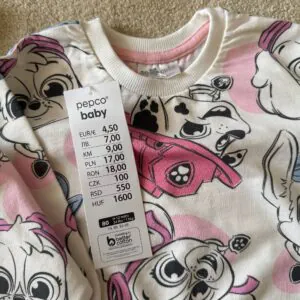 pepco®
baby
EUR/€ 4,50
ЛВ. 7,00
KM 9,00
PLN 17,00
RON 18,00
CZK 100
RSD 550
HUF 1600
80
better
cotton